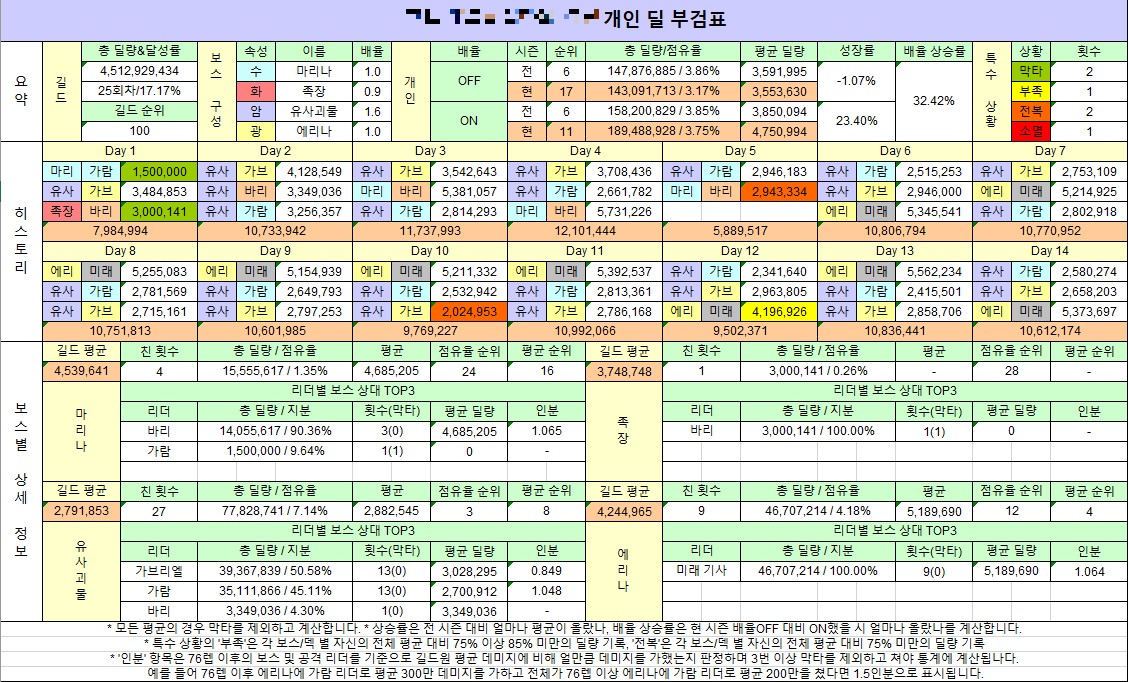 개인 딜 부검표
요약 길드 총 딜량&달성률 보스 구성 속성 이름 배율 개인 배율 시즌 순위 총 딜량/점유율 평균 딜량 성장률 배율 상승률 특수 상황 상황 횟수
4,512,929,434 수 마리나 1.0 OFF 전 6 147,876,885 / 3.86% 3,591,995 -1.07% 32.42% 막타 2
25회차/17.17% 화 족장 0.9 현 17 143,091,713 / 3.17% 3,553,630 부족 1
길드 순위 암 유사괴물 1.6 ON 전 6 158,200,829 / 3.85% 3,850,094 23.40% 전복 2
100 광 에리나 1.0 현 11 189,488,928 / 3.75% 4,750,994 소멸 1
히스토리
Day 1 Day 2 Day 3 Day 4 Day 5 Day 6 Day 7
마리 가람 1,500,000 유사 가브 4,128,549 유사 가브 3,542,643 유사 가브 3,708,436 유사 가람 2,946,183 유사 가람 2,515,253 유사 가브 2,753,109
유사 가브 3,484,853 유사 바리 3,349,036 마리 바리 5,381,057 유사 가람 2,661,782 마리 바리 2,943,334 유사 가브 2,946,000 에리 미래 5,214,925
족장 바리 3,000,141 유사 가람 3,256,357 유사 가람 2,814,293 마리 바리 5,731,226 에리 미래 5,345,541 유사 가람 2,802,918
7,984,994 10,733,942 11,737,993 12,101,444 5,889,517 10,806,794 10,770,952
Day 8 Day 9 Day 10 Day 11 Day 12 Day 13 Day 14
에리 미래 5,255,083 에리 미래 5,154,939 에리 미래 5,211,332 에리 미래 5,392,537 유사 가람 2,341,640 에리 미래 5,562,234 유사 가람 2,580,274
유사 가람 2,781,569 유사 가람 2,649,793 유사 가람 2,532,942 유사 가람 2,813,361 유사 가브 2,963,805 유사 가람 2,415,501 유사 가브 2,658,203
유사 가브 2,715,161 유사 가브 2,797,253 유사 가브 2,024,953 유사 가브 2,786,168 에리 미래 4,196,926 유사 가브 2,858,706 에리 미래 5,373,697
10,751,813 10,601,985 9,769,227 10,992,066 9,502,371 10,836,441 10,612,174
보스별 상세 정보
길드 평균 친 횟수 총 딜량 / 점유율 평균 점유율 순위 평균 순위 길드 평균 친 횟수 총 딜량 / 점유율 평균 점유율 순위 평균 순위
4,539,641 4 15,555,617 / 1.35% 4,685,205 24 16 3,748,748 1 3,000,141 / 0.26% - 28 -
마리나 리더별 보스 상대 TOP3 족장 리더별 보스 상대 TOP3
리더 총 딜량 / 지분 횟수(막타) 평균 딜량 인분 리더 총 딜량 / 지분 횟수(막타) 평균 딜량 인분
바리 14,055,617 / 90.36% 3(0) 4,685,205 1.065 바리 3,000,141 / 100.00% 1(1) 0 -
가람 1,500,000 / 9.64% 1(1) 0 -
길드 평균 친 횟수 총 딜량 / 점유율 평균 점유율 순위 평균 순위 길드 평균 친 횟수 총 딜량 / 점유율 평균 점유율 순위 평균 순위
2,791,853 27 77,828,741 / 7.14% 2,882,545 3 8 4,244,965 9 46,707,214 / 4.18% 5,189,690 12 4
유사괴물 리더별 보스 상대 TOP3 에리나 리더별 보스 상대 TOP3
리더 총 딜량 / 지분 횟수(막타) 평균 딜량 인분 리더 총 딜량 / 지분 횟수(막타) 평균 딜량 인분
가브리엘 39,367,839 / 50.58% 13(0) 3,028,295 0.849 미래 기사 46,707,214 / 100.00% 9(0) 5,189,690 1.064
가람 35,111,866 / 45.11% 13(0) 2,700,912 1.048
바리 3,349,036 / 4.30% 1(0) 3,349,036 -
* 모든 평균의 경우 막타를 제외하고 계산합니다. * 상승률은 전 시즌 대비 얼마나 평균이 올랐나, 배율 상승률은 현 시즌 배율OFF 대비 ON했을 시 얼마나 올랐나를 계산합니다.
* 특수 상황의 '부족'은 각 보스/덱 별 자신의 전체 평균 대비 75% 이상 85% 미만의 딜량 기록, '전복'은 각 보스/덱 별 자신의 전체 평균 대비 75% 미만의 딜량 기록
* '인분' 항목은 76렙 이후의 보스 및 공격 리더를 기준으로 길드원 평균 데미지에 비해 얼만큼 데미지를 가했는지 판정하며 3번 이상 막타를 제외하고 쳐야 통계에 계산됩니다.
예를 들어 76렙 이후 에리나에 가람 리더로 평균 300만 데미지를 가하고 전체가 76렙 이상 에리나에 가람 리더로 평균 200만을 쳤다면 1.5인분으로 표시됩니다.